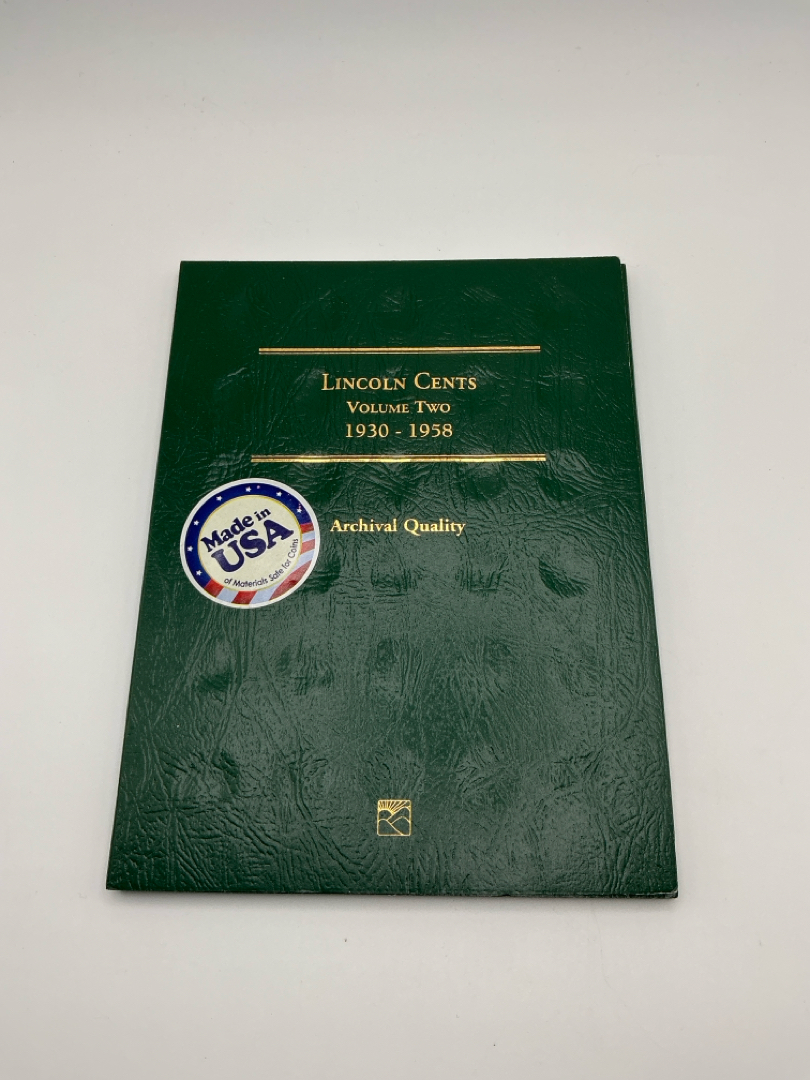 Lincoln Cents
Volume Two
1930 - 1958
Made in
USA
of Materials Safe for Coins
Archival Quality